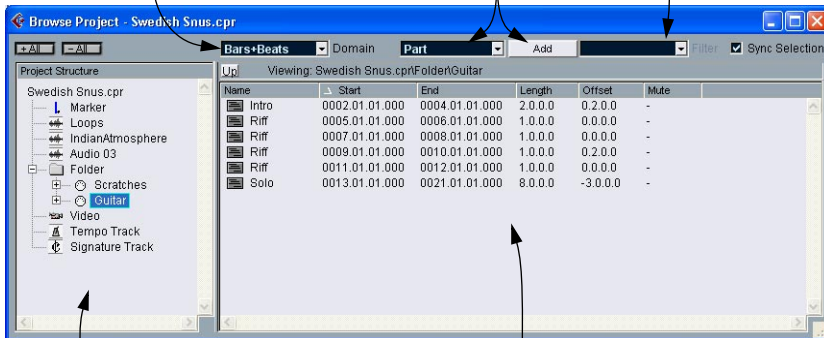 Browse Project - Swedish Snus.cpr
+ All - All Bars+Beats Domain Part Add Filter Sync Selection
Project Structure Up Viewing: Swedish Snus.cpr\Folder\Guitar
Name Start End Length Offset Mute
Swedish Snus.cpr
Marker
Loops
IndianAtmosphere
Audio 03
Folder
Scratches
Guitar
Video
Tempo Track
Signature Track
Intro 0002.01.01.000 0004.01.01.000 2.0.0.0 0.2.0.0 -
Riff 0005.01.01.000 0006.01.01.000 1.0.0.0 0.0.0.0 -
Riff 0007.01.01.000 0008.01.01.000 1.0.0.0 0.0.0.0 -
Riff 0009.01.01.000 0010.01.01.000 1.0.0.0 0.2.0.0 -
Riff 0011.01.01.000 0012.01.01.000 1.0.0.0 0.0.0.0 -
Solo 0013.01.01.000 0021.01.01.000 8.0.0.0 -3.0.0.0 -